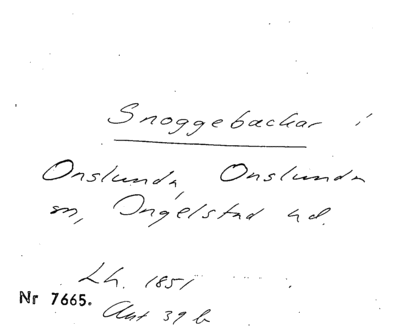 Snoggebackar i
Onslunda, Onslunda
sn, Ingelstad hd.
Lh. 1851
Nr 7665.
Akt 39 b